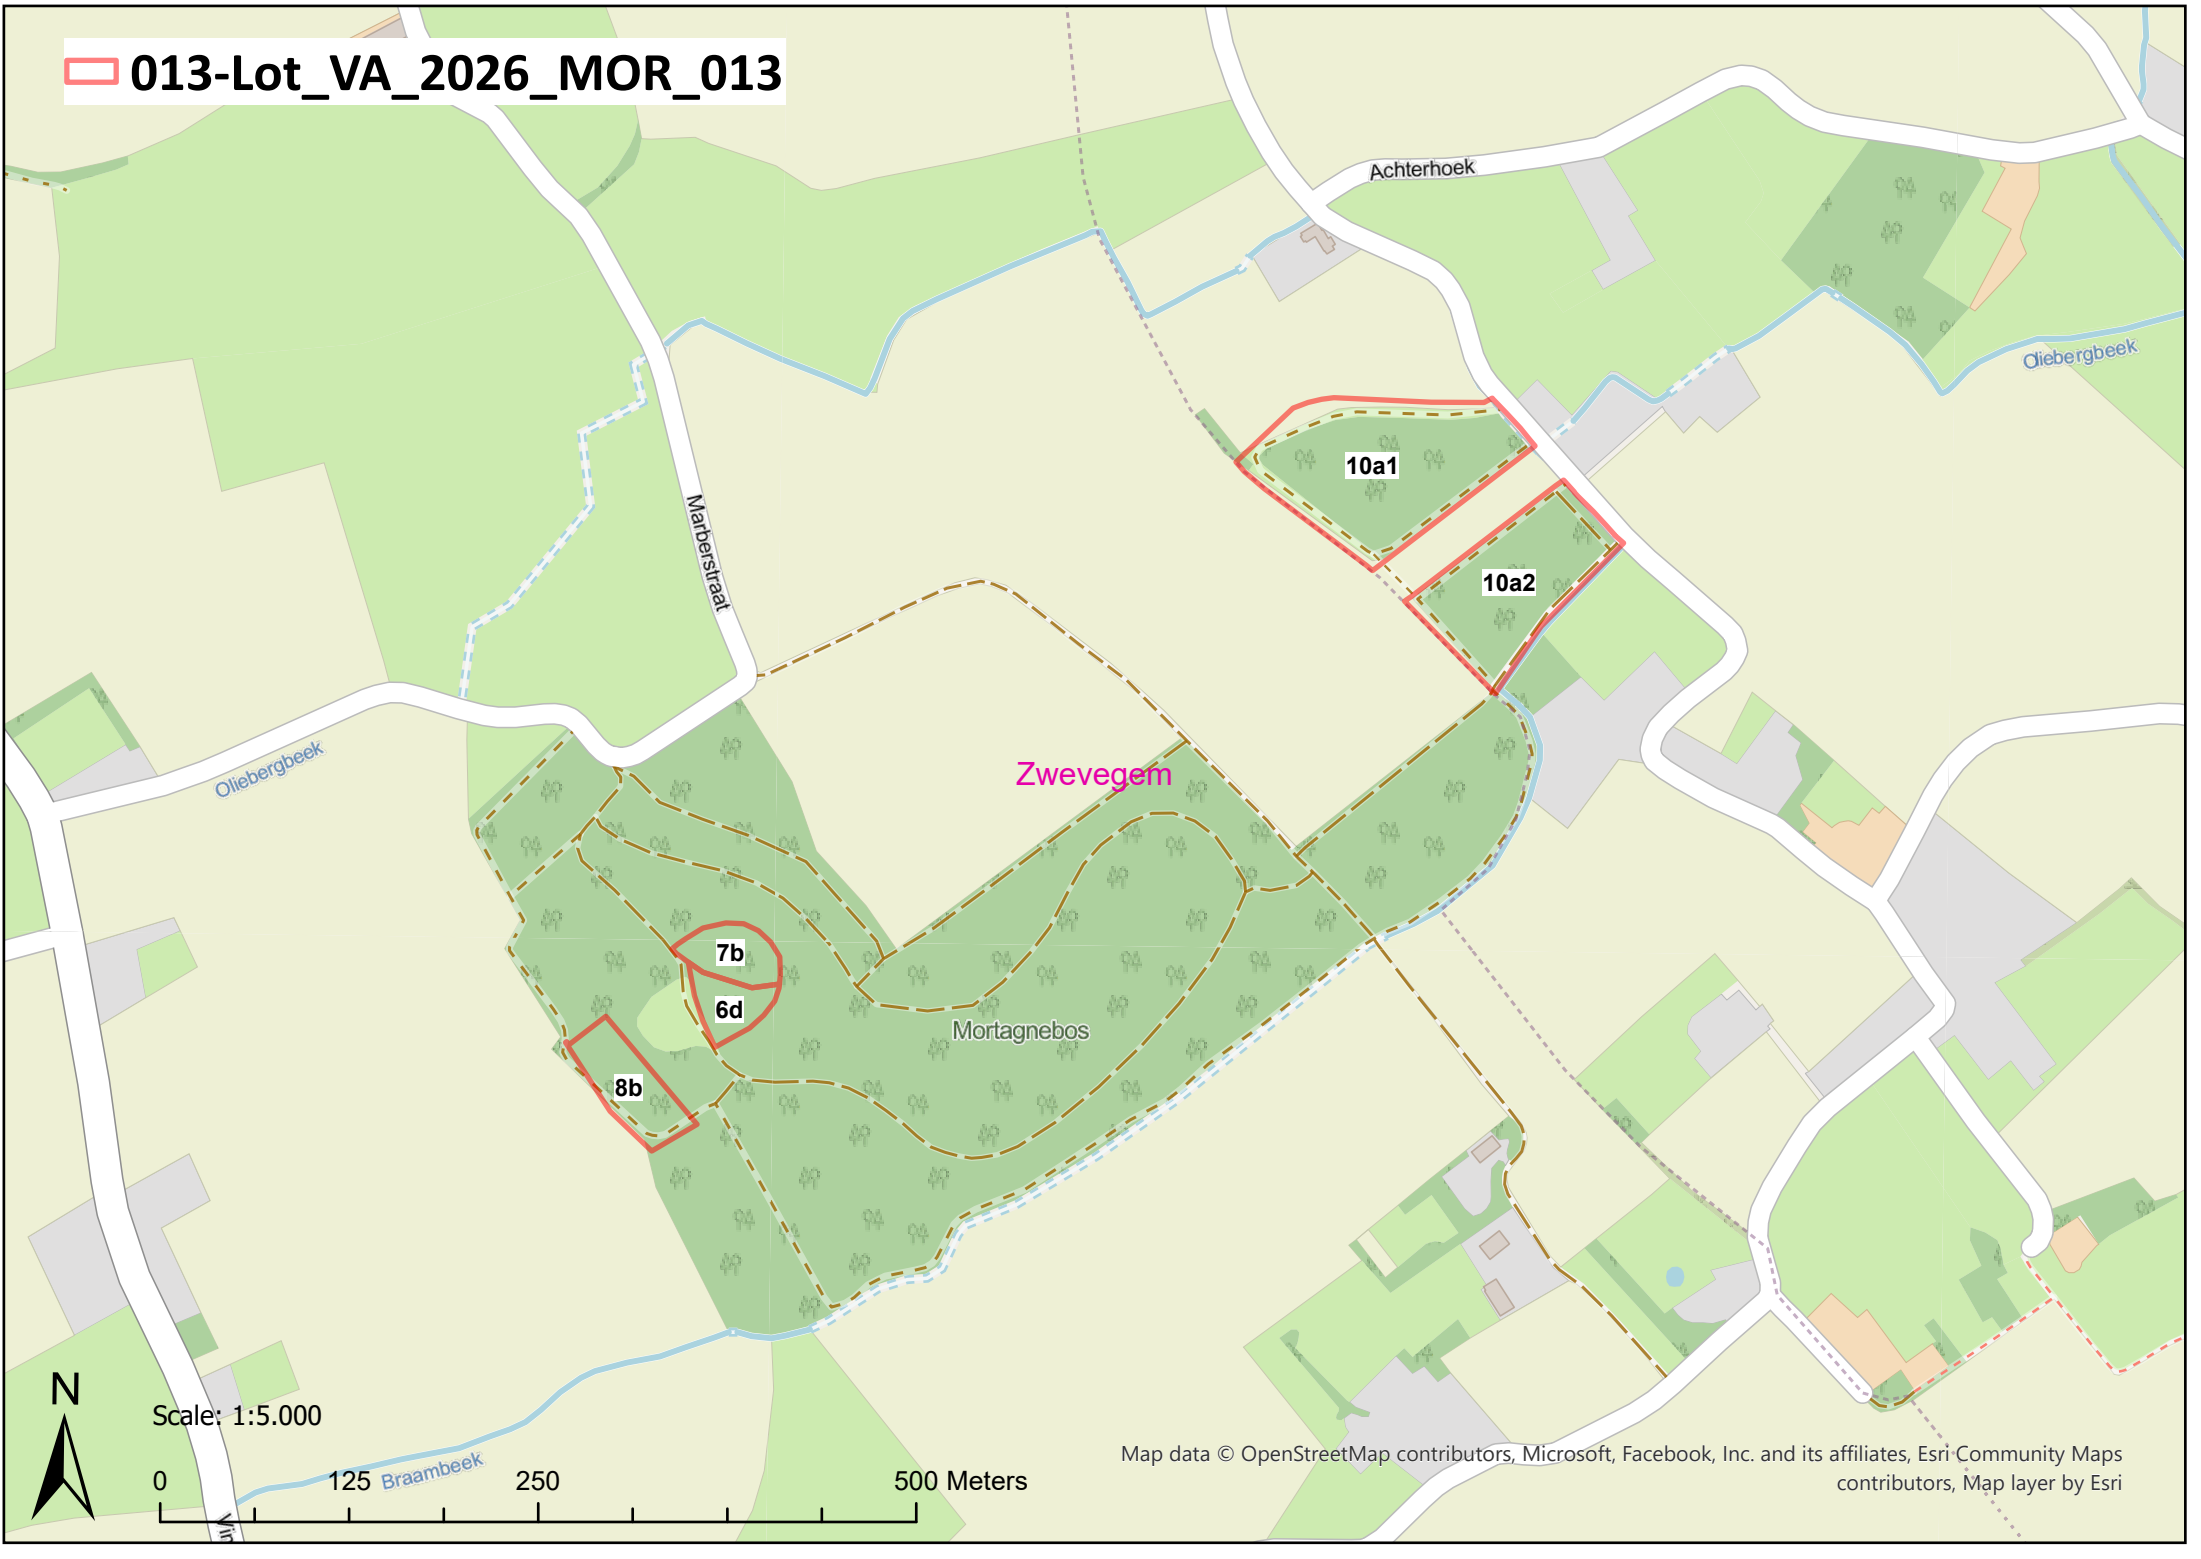 013-Lot_VA_2026_MOR_013
Achterhoek
Oliebergbeek
10a1
Marberstraat
10a2
Oliebergbeek
Zwevegem
7b
6d
Mortagnebos
8b
N
Scale: 1:5.000
0 125 250 500 Meters
Braambeek
Map data © OpenStreetMap contributors, Microsoft, Facebook, Inc. and its affiliates, Esri Community Maps
contributors, Map layer by Esri